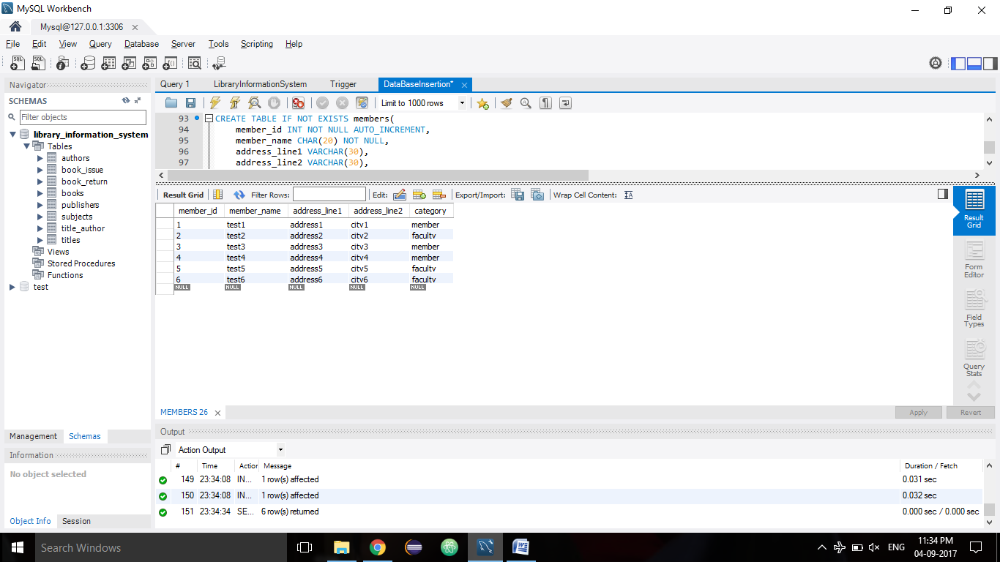 MySQL Workbench
Mysql@127.0.0.1:3306
File Edit View Query Database Server Tools Scripting Help
Navigator
SCHEMAS
Filter objects
library_information_system
Tables
authors
book_issue
book_return
books
publishers
subjects
title_author
titles
Views
Stored Procedures
Functions
test
Management Schemas
Information
No object selected
Object Info Session
Query 1 LibraryInformationSystem Trigger DataBaseInsertion*
Limit to 1000 rows
93 CREATE TABLE IF NOT EXISTS members(
94 member_id INT NOT NULL AUTO_INCREMENT,
95 member_name CHAR(20) NOT NULL,
96 address_line1 VARCHAR(30),
97 address_line2 VARCHAR(30),
Result Grid Filter Rows: Edit: Export/Import: Wrap Cell Content: IA
member_id member_name address_line1 address_line2 category
1 test1 address1 city1 member
2 test2 address2 city2 faculty
3 test3 address3 city3 member
4 test4 address4 city4 member
5 test5 address5 city5 faculty
6 test6 address6 city6 faculty
NULL NULL NULL NULL NULL
Result
Grid
Form
Editor
Field
Types
Query
Stats
MEMBERS 26
Apply Revert
Output
Action Output
# Time Action Message Duration / Fetch
149 23:34:08 IN... 1 row(s) affected 0.031 sec
150 23:34:08 IN... 1 row(s) affected 0.032 sec
151 23:34:34 SE... 6 row(s) returned 0.000 sec / 0.000 sec
Search Windows
ENG
11:34 PM
04-09-2017